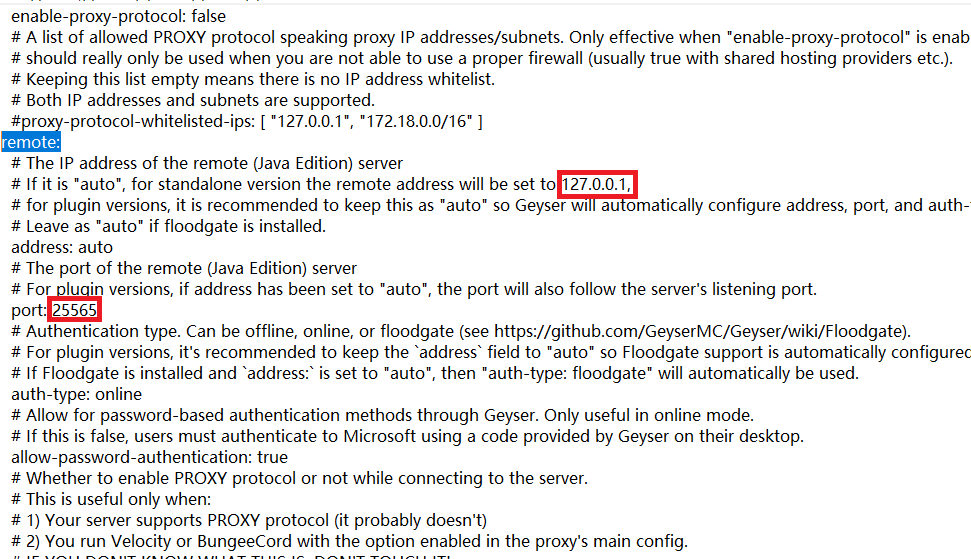 enable-proxy-protocol: false
# A list of allowed PROXY protocol speaking proxy IP addresses/subnets. Only effective when "enable-proxy-protocol" is enab
# should really only be used when you are not able to use a proper firewall (usually true with shared hosting providers etc.).
# Keeping this list empty means there is no IP address whitelist.
# Both IP addresses and subnets are supported.
#proxy-protocol-whitelisted-ips: [ "127.0.0.1", "172.18.0.0/16" ]
remote:
# The IP address of the remote (Java Edition) server
# If it is "auto", for standalone version the remote address will be set to 127.0.0.1,
# for plugin versions, it is recommended to keep this as "auto" so Geyser will automatically configure address, port, and auth-
# Leave as "auto" if floodgate is installed.
address: auto
# The port of the remote (Java Edition) server
# For plugin versions, if address has been set to "auto", the port will also follow the server's listening port.
port: 25565
# Authentication type. Can be offline, online, or floodgate (see https://github.com/GeyserMC/Geyser/wiki/Floodgate).
# For plugin versions, it's recommended to keep the `address` field to "auto" so Floodgate support is automatically configured
# If Floodgate is installed and `address:` is set to "auto", then "auth-type: floodgate" will automatically be used.
auth-type: online
# Allow for password-based authentication methods through Geyser. Only useful in online mode.
# If this is false, users must authenticate to Microsoft using a code provided by Geyser on their desktop.
allow-password-authentication: true
# Whether to enable PROXY protocol or not while connecting to the server.
# This is useful only when:
# 1) Your server supports PROXY protocol (it probably doesn't)
# 2) You run Velocity or BungeeCord with the option enabled in the proxy's main config.
# IF YOU DON'T KNOW WHAT THIS IS, DON'T TOUCH IT!